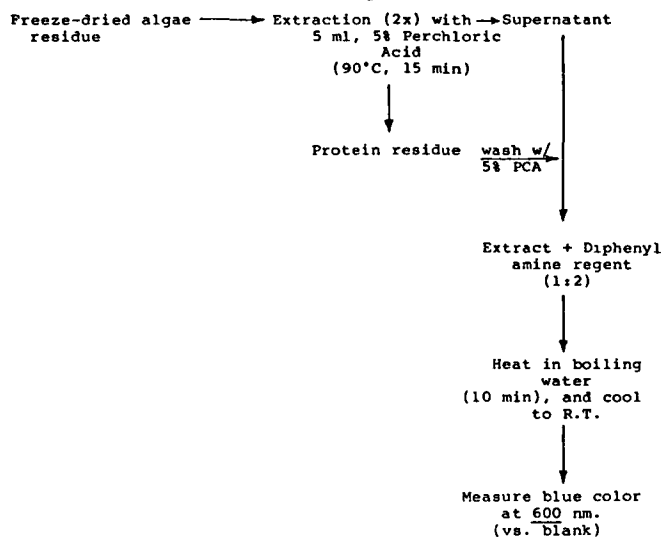 Freeze-dried algae
residue
Extraction (2x) with
5 ml, 5% Perchloric
Acid
(90°C, 15 min)
Supernatant
Protein residue
wash w/
5% PCA
Extract + Diphenyl
amine regent
(1:2)
Heat in boiling
water
(10 min), and cool
to R.T.
Measure blue color
at 600 nm.
(vs. blank)